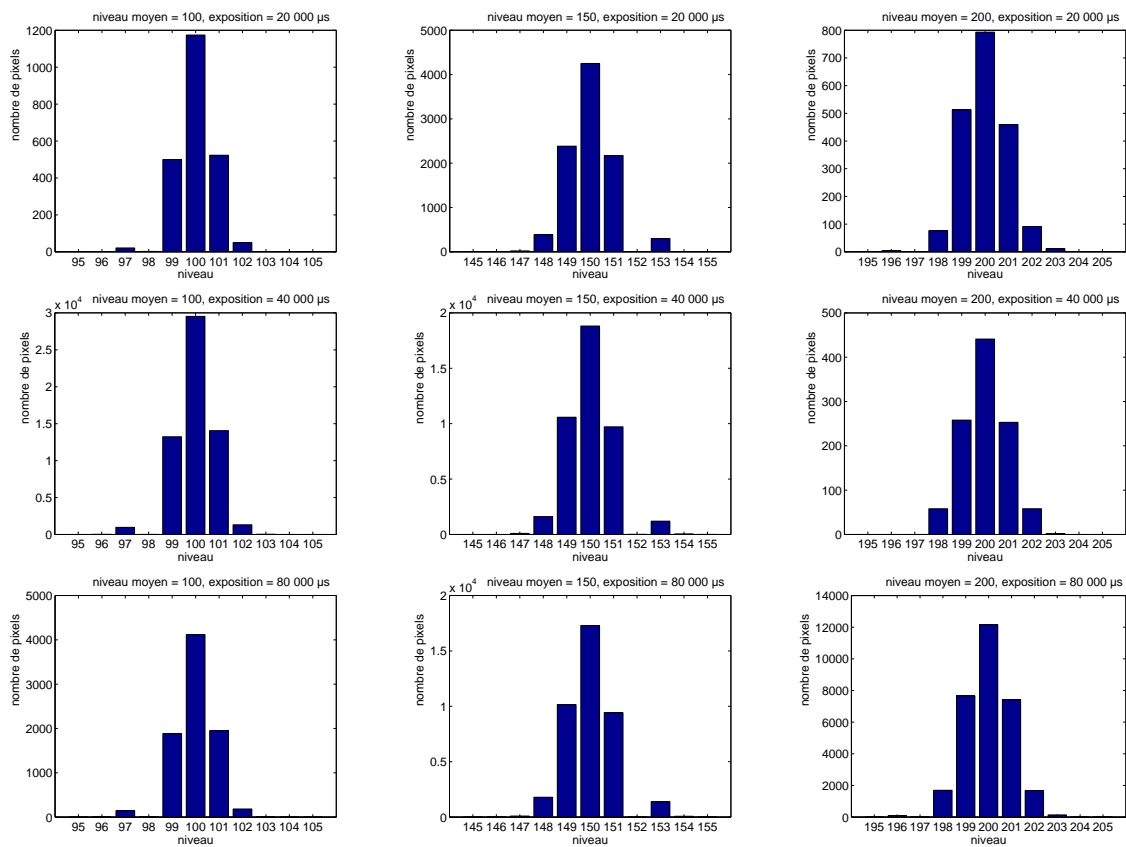 niveau moyen = 100, exposition = 20 000 µs
1200
1000
800
600
400
200
0
nombre de pixels
95 96 97 98 99 100 101 102 103 104 105
niveau
niveau moyen = 150, exposition = 20 000 µs
5000
4000
3000
2000
1000
0
nombre de pixels
145 146 147 148 149 150 151 152 153 154 155
niveau
niveau moyen = 200, exposition = 20 000 µs
800
700
600
500
400
300
200
100
0
nombre de pixels
195 196 197 198 199 200 201 202 203 204 205
niveau
niveau moyen = 100, exposition = 40 000 µs
x 10⁴
3
2.5
2
1.5
1
0.5
0
nombre de pixels
95 96 97 98 99 100 101 102 103 104 105
niveau
niveau moyen = 150, exposition = 40 000 µs
x 10⁴
2
1.5
1
0.5
0
nombre de pixels
145 146 147 148 149 150 151 152 153 154 155
niveau
niveau moyen = 200, exposition = 40 000 µs
500
400
300
200
100
0
nombre de pixels
195 196 197 198 199 200 201 202 203 204 205
niveau
niveau moyen = 100, exposition = 80 000 µs
5000
4000
3000
2000
1000
0
nombre de pixels
95 96 97 98 99 100 101 102 103 104 105
niveau
niveau moyen = 150, exposition = 80 000 µs
x 10⁴
2
1.5
1
0.5
0
nombre de pixels
145 146 147 148 149 150 151 152 153 154 155
niveau
niveau moyen = 200, exposition = 80 000 µs
14000
12000
10000
8000
6000
4000
2000
0
nombre de pixels
195 196 197 198 199 200 201 202 203 204 205
niveau